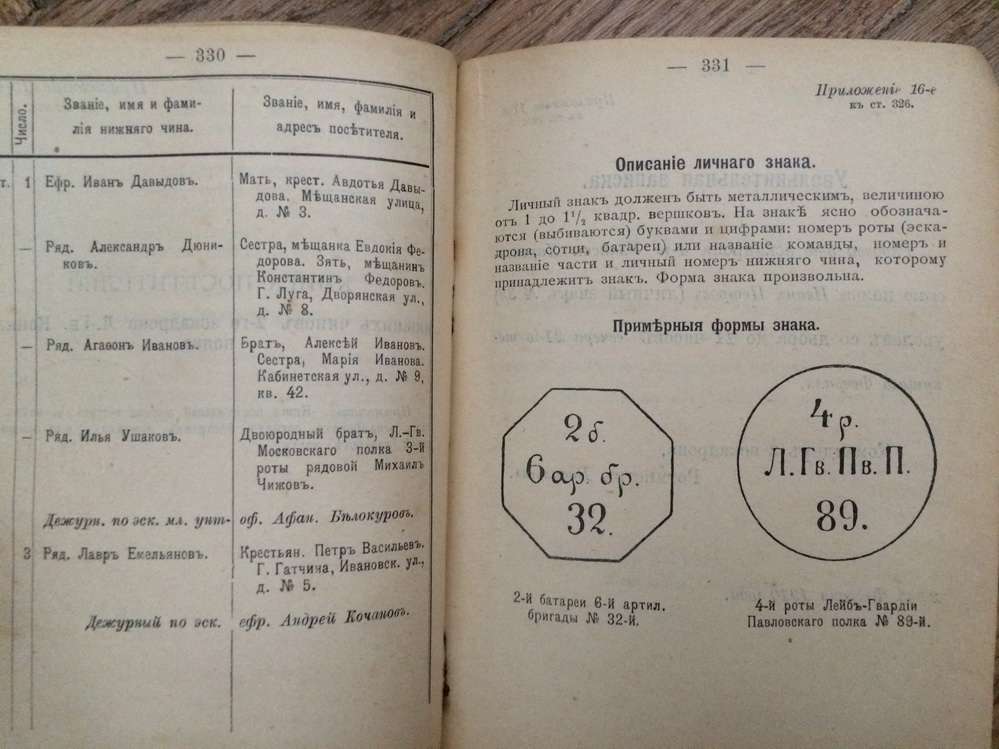 — 330 —
Число.
Званіе, имя и фами-
лія нижняго чина.
Званіе, имя, фамилія и
адресъ посѣтителя.
т.
1
Ефр. Иванъ Давыдовъ.
Мать, крест. Авдотья Давы-
дова. Мѣщанская улица,
д. № 3.
—
Ряд. Александръ Дюни-
ковъ.
Сестра, мѣщанка Евдокія Фе-
дорова. Зять, мѣщанинъ
Константинъ Федоровъ.
Г. Луга, Дворянская ул.,
д. № 8.
—
Ряд. Агаѳонъ Ивановъ.
Братъ, Алексѣй Ивановъ.
Сестра, Марія Иванова.
Кабинетская ул., д. № 9,
кв. 42.
—
Ряд. Илья Ушаковъ.
Двоюродный братъ, Л.-Гв.
Московскаго полка 3-й
роты рядовой Михаилъ
Чижовъ.
Дежурн. по эск. мл. унт-оф. Афан. Бѣлокуровъ.
3
Ряд. Лавръ Емельяновъ.
Крестьян. Петръ Васильевъ.
Г. Гатчина, Ивановск. ул.,
д. № 5.
Дежурный по эск. ефр. Андрей Кочановъ.
— 331 —
Приложеніе 16-е
къ ст. 326.
Описаніе личнаго знака.
Личный знакъ долженъ быть металлическимъ, величиною
отъ 1 до 1½ квадр. вершковъ. На знакѣ ясно обознача-
ются (выбиваются) буквами и цифрами: номеръ роты (эска-
дрона, сотни, батареи) или названіе команды, номеръ и
названіе части и личный номеръ нижняго чина, которому
принадлежитъ знакъ. Форма знака произвольна.
Примѣрныя формы знака.
2 б.
6 ар. бр.
32.
4 р.
Л. Гв. Пв. П.
89.
2-й батареи 6-й артил.
бригады № 32-й.
4-й роты Лейбъ-Гвардіи
Павловскаго полка № 89-й.